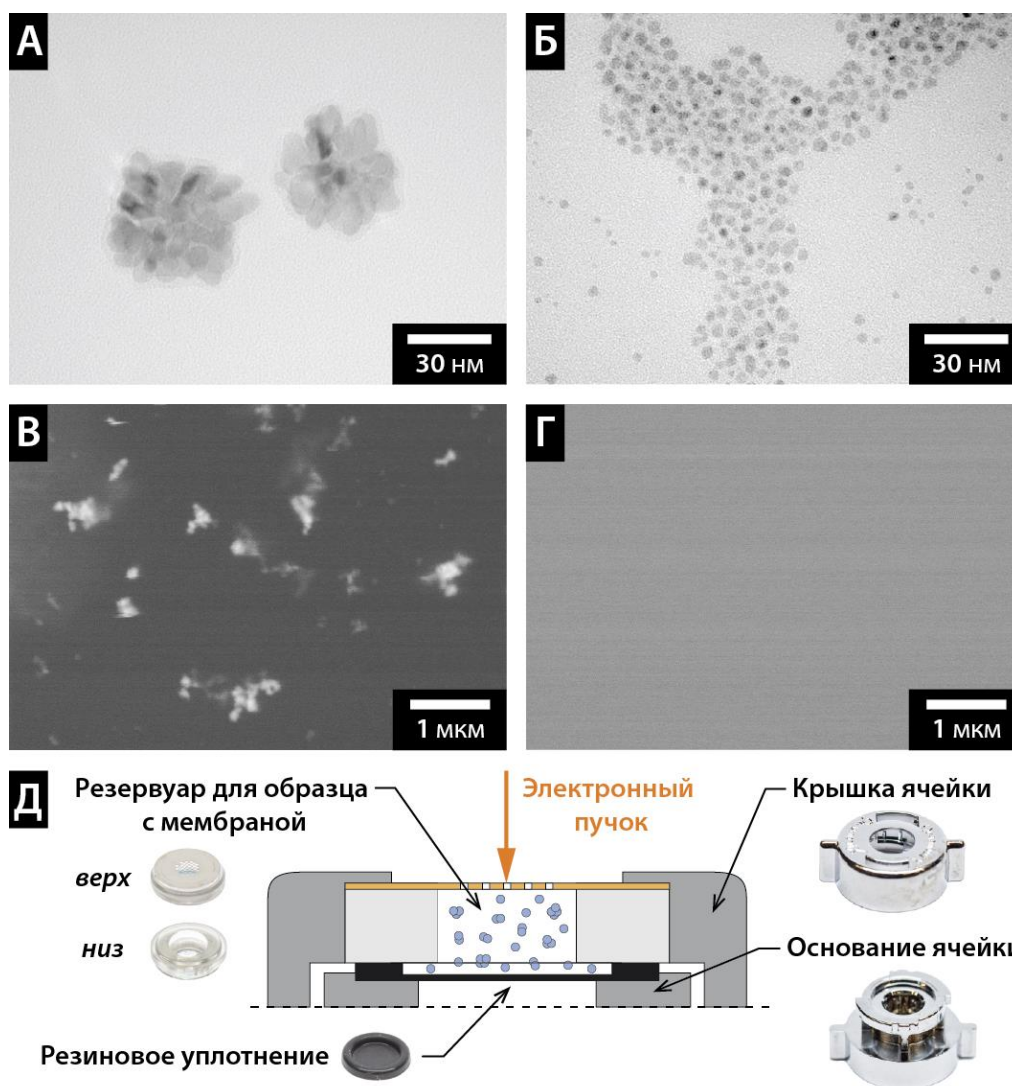 А
Б
30 нм
30 нм
В
Г
1 мкм
1 мкм
Д
Резервуар для образца
с мембраной
Электронный
пучок
Крышка ячейки
верх
низ
Основание ячейки
Резиновое уплотнение